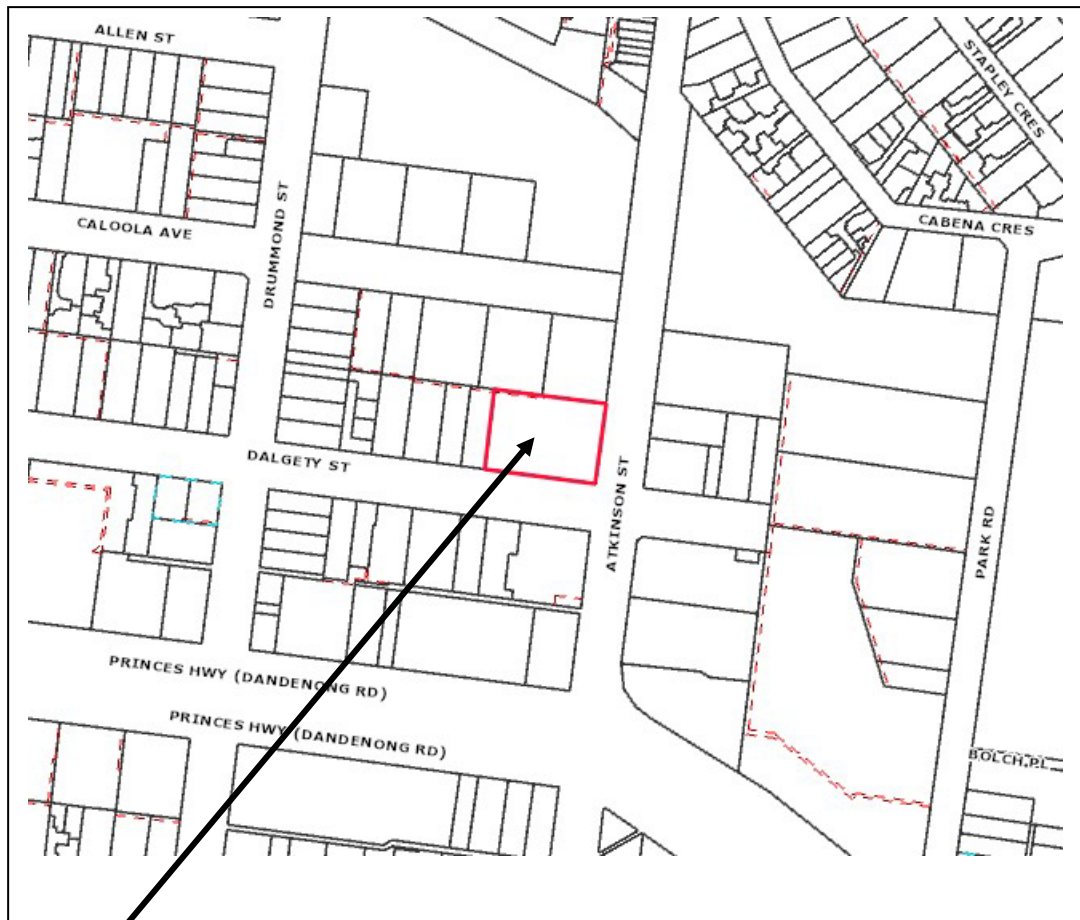 ALLEN ST
STAPLEY CRES
CALOOLA AVE
DRUMMOND ST
CABENA CRES
DALGETY ST
ATKINSON ST
PARK RD
PRINCES HWY (DANDENONG RD)
PRINCES HWY (DANDENONG RD)
BOLCH PL